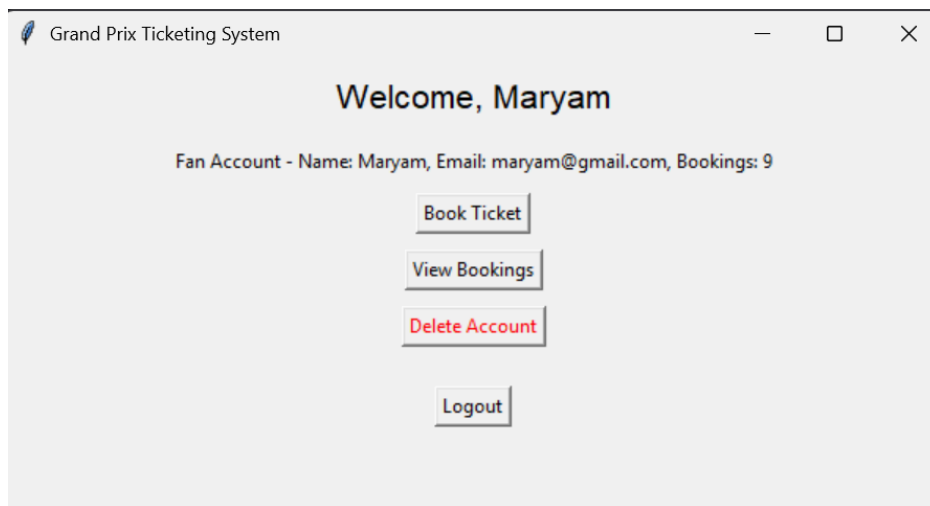 Grand Prix Ticketing System
Welcome, Maryam
Fan Account - Name: Maryam, Email: maryam@gmail.com, Bookings: 9
Book Ticket
View Bookings
Delete Account
Logout